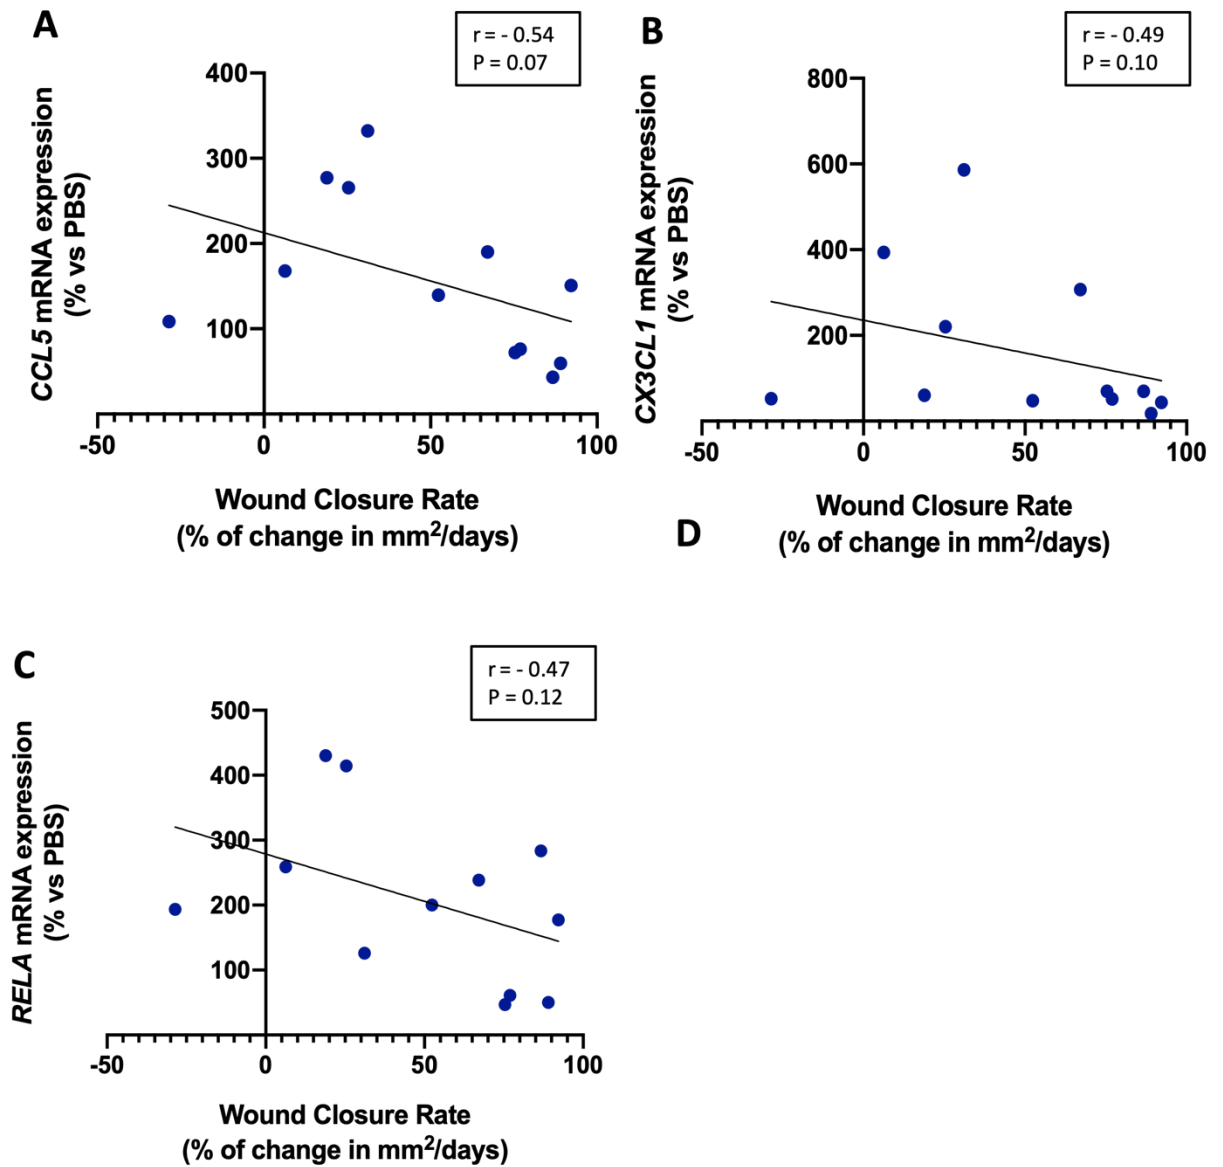 A
r = - 0.54
P = 0.07
CCL5 mRNA expression
(% vs PBS)
400
300
200
100
-50
0
50
100
Wound Closure Rate
(% of change in mm²/days)
B
r = - 0.49
P = 0.10
CX3CL1 mRNA expression
(% vs PBS)
800
600
400
200
-50
0
50
100
Wound Closure Rate
(% of change in mm²/days)
D
C
r = - 0.47
P = 0.12
RELA mRNA expression
(% vs PBS)
500
400
300
200
100
-50
0
50
100
Wound Closure Rate
(% of change in mm²/days)